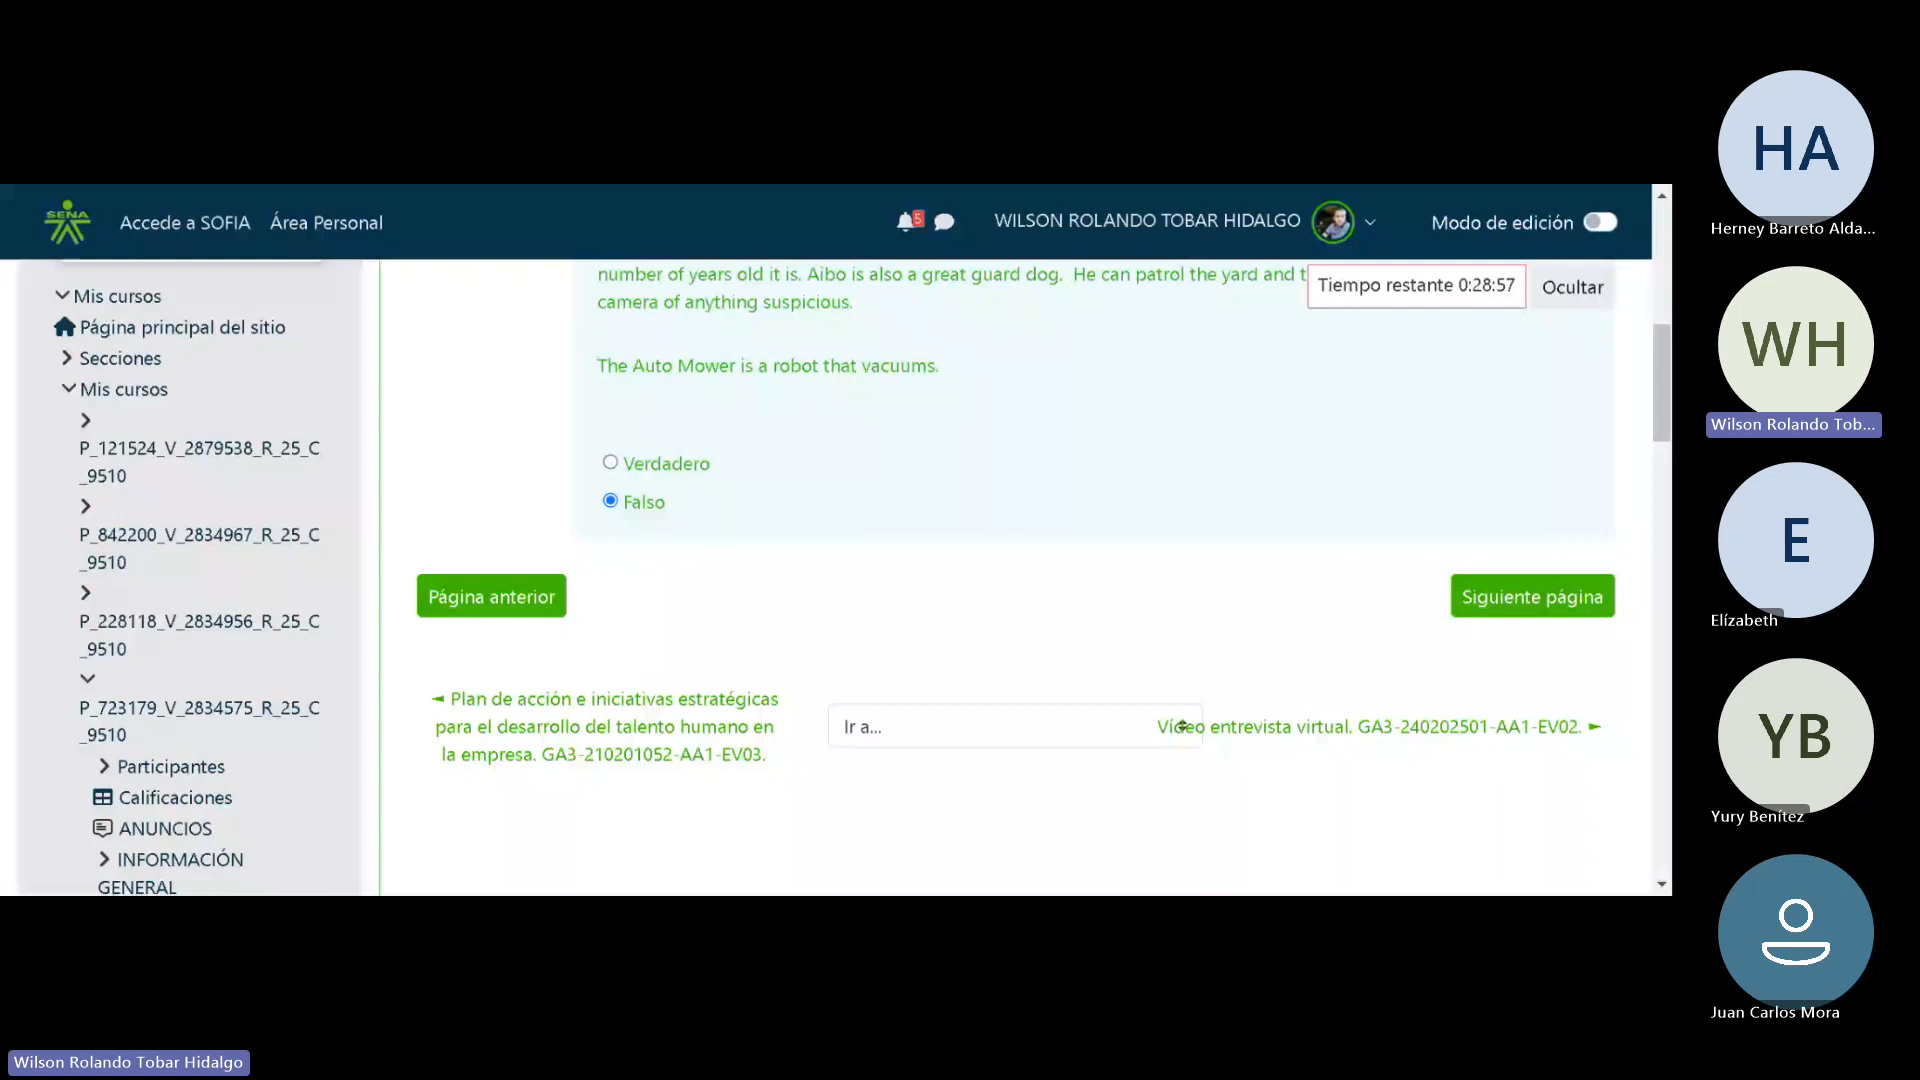 SENA
Accede a SOFIA
Área Personal
5
WILSON ROLANDO TOBAR HIDALGO
Modo de edición
Mis cursos
Página principal del sitio
Secciones
Mis cursos
P_121524_V_2879538_R_25_C
_9510
P_842200_V_2834967_R_25_C
_9510
P_228118_V_2834956_R_25_C
_9510
P_723179_V_2834575_R_25_C
_9510
Participantes
Calificaciones
ANUNCIOS
INFORMACIÓN
GENERAL
number of years old it is. Aibo is also a great guard dog. He can patrol the yard and t
camera of anything suspicious.
Tiempo restante 0:28:57
Ocultar
The Auto Mower is a robot that vacuums.
Verdadero
Falso
Página anterior
Siguiente página
◄ Plan de acción e iniciativas estratégicas
para el desarrollo del talento humano en
la empresa. GA3-210201052-AA1-EV03.
Ir a...
Vídeo entrevista virtual. GA3-240202501-AA1-EV02. ►
HA
Herney Barreto Alda...
WH
Wilson Rolando Tob...
E
Elízabeth
YB
Yury Benítez
Juan Carlos Mora
Wilson Rolando Tobar Hidalgo